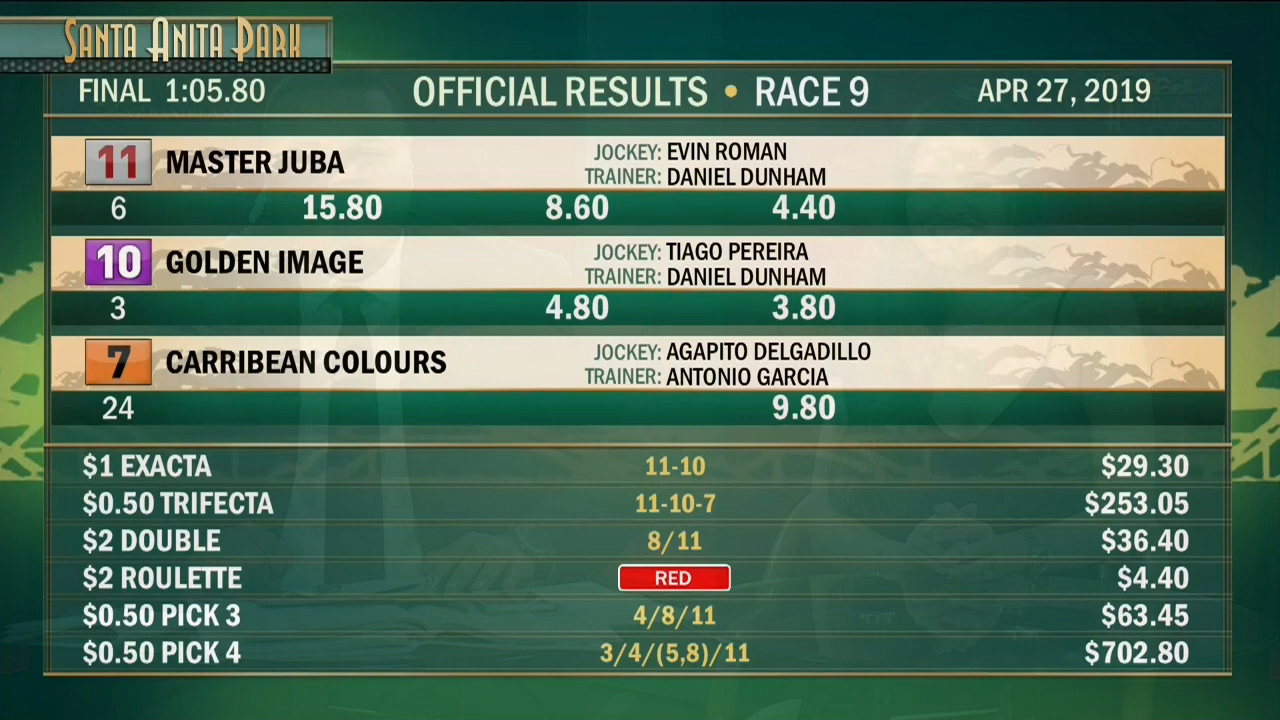 SANTA ANITA PARK
FINAL 1:05.80 OFFICIAL RESULTS • RACE 9 APR 27, 2019
11 MASTER JUBA JOCKEY: EVIN ROMAN
TRAINER: DANIEL DUNHAM
6 15.80 8.60 4.40
10 GOLDEN IMAGE JOCKEY: TIAGO PEREIRA
TRAINER: DANIEL DUNHAM
3 4.80 3.80
7 CARRIBEAN COLOURS JOCKEY: AGAPITO DELGADILLO
TRAINER: ANTONIO GARCIA
24 9.80
$1 EXACTA 11-10 $29.30
$0.50 TRIFECTA 11-10-7 $253.05
$2 DOUBLE 8/11 $36.40
$2 ROULETTE RED $4.40
$0.50 PICK 3 4/8/11 $63.45
$0.50 PICK 4 3/4/(5,8)/11 $702.80